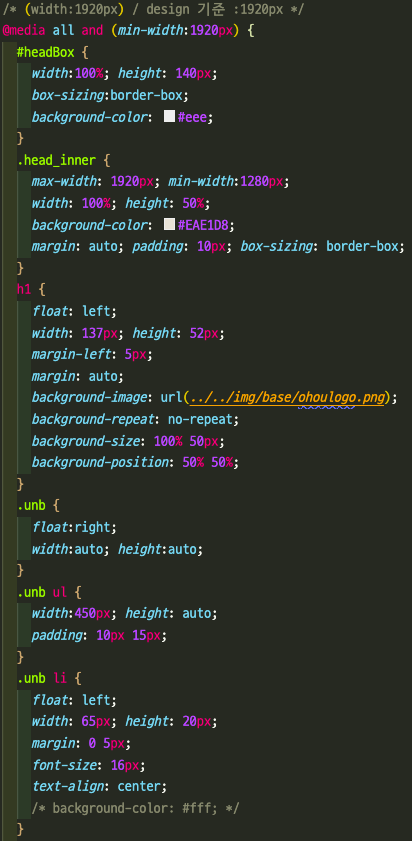 /* (width:1920px) / design 기준 :1920px */
@media all and (min-width:1920px) {
#headBox {
width:100%; height: 140px;
box-sizing:border-box;
background-color: #eee;
}
.head_inner {
max-width: 1920px; min-width:1280px;
width: 100%; height: 50%;
background-color: #EAE1D8;
margin: auto; padding: 10px; box-sizing: border-box;
}
h1 {
float: left;
width: 137px; height: 52px;
margin-left: 5px;
margin: auto;
background-image: url(../../img/base/ohoulogo.png);
background-repeat: no-repeat;
background-size: 100% 50px;
background-position: 50% 50%;
}
.unb {
float:right;
width:auto; height:auto;
}
.unb ul {
width:450px; height: auto;
padding: 10px 15px;
}
.unb li {
float: left;
width: 65px; height: 20px;
margin: 0 5px;
font-size: 16px;
text-align: center;
/* background-color: #fff; */
}